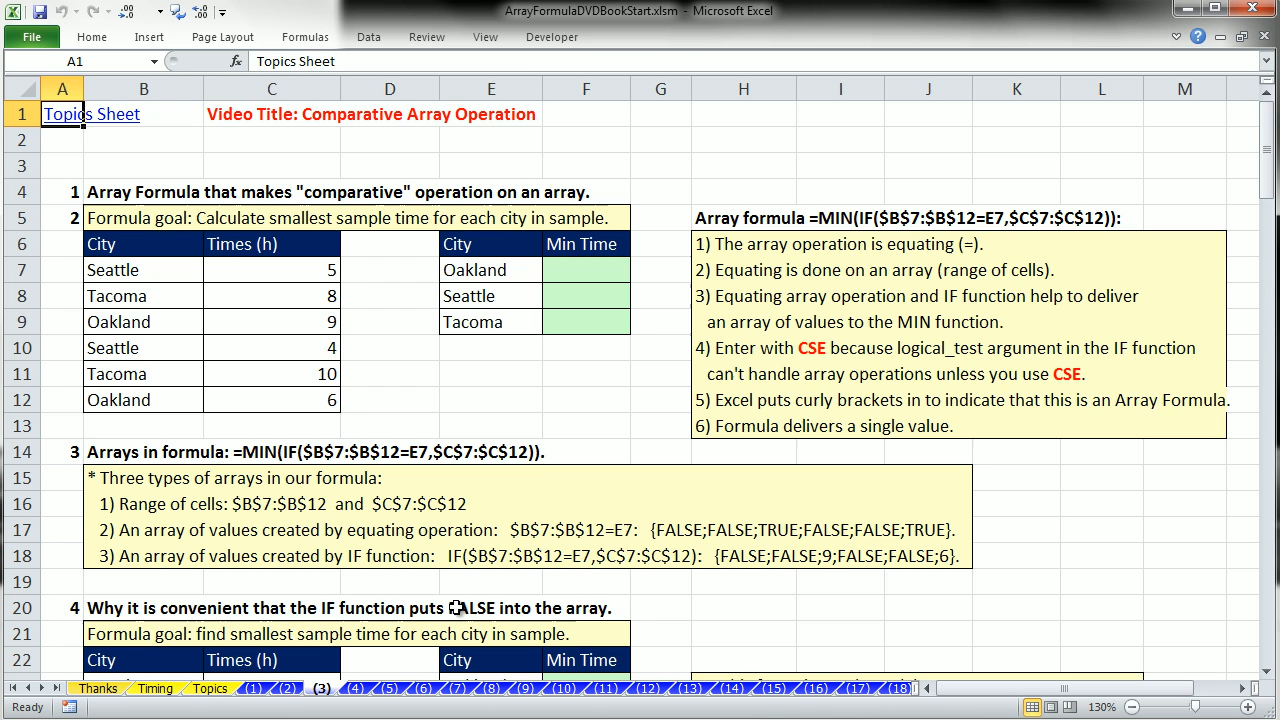 ArrayFormulaDVDBookStart.xlsm - Microsoft Excel
File Home Insert Page Layout Formulas Data Review View Developer
A1 fx Topics Sheet
A B C D E F G H I J K L M
1 Topics Sheet Video Title: Comparative Array Operation
2
3
4 1 Array Formula that makes "comparative" operation on an array.
5 2 Formula goal: Calculate smallest sample time for each city in sample. Array formula =MIN(IF($B$7:$B$12=E7,$C$7:$C$12)):
6 City Times (h) City Min Time 1) The array operation is equating (=).
7 Seattle 5 Oakland 2) Equating is done on an array (range of cells).
8 Tacoma 8 Seattle 3) Equating array operation and IF function help to deliver
9 Oakland 9 Tacoma an array of values to the MIN function.
10 Seattle 4 4) Enter with CSE because logical_test argument in the IF function
11 Tacoma 10 can't handle array operations unless you use CSE.
12 Oakland 6 5) Excel puts curly brackets in to indicate that this is an Array Formula.
13 6) Formula delivers a single value.
14 3 Arrays in formula: =MIN(IF($B$7:$B$12=E7,$C$7:$C$12)).
15 * Three types of arrays in our formula:
16 1) Range of cells: $B$7:$B$12 and $C$7:$C$12
17 2) An array of values created by equating operation: $B$7:$B$12=E7: {FALSE;FALSE;TRUE;FALSE;FALSE;TRUE}.
18 3) An array of values created by IF function: IF($B$7:$B$12=E7,$C$7:$C$12): {FALSE;FALSE;9;FALSE;FALSE;6}.
19
20 4 Why it is convenient that the IF function puts FALSE into the array.
21 Formula goal: find smallest sample time for each city in sample.
22 City Times (h) City Min Time
Thanks Timing Topics (1) (2) (3) (4) (5) (6) (7) (8) (9) (10) (11) (12) (13) (14) (15) (16) (17) (18
Ready 130%